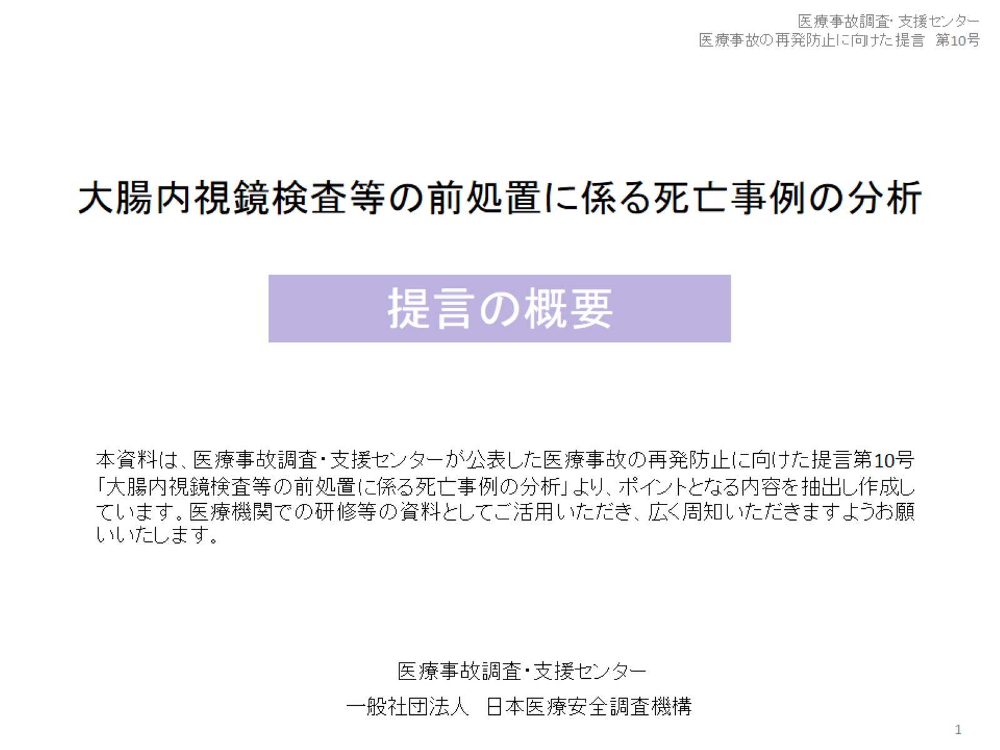 医療事故調査・支援センター
医療事故の再発防止に向けた提言　第10号
大腸内視鏡検査等の前処置に係る死亡事例の分析
提言の概要
本資料は、医療事故調査・支援センターが公表した医療事故の再発防止に向けた提言第10号
「大腸内視鏡検査等の前処置に係る死亡事例の分析」より、ポイントとなる内容を抽出し作成し
ています。医療機関での研修等の資料としてご活用いただき、広く周知いただきますようお願
いいたします。
医療事故調査・支援センター
一般社団法人　日本医療安全調査機構
1